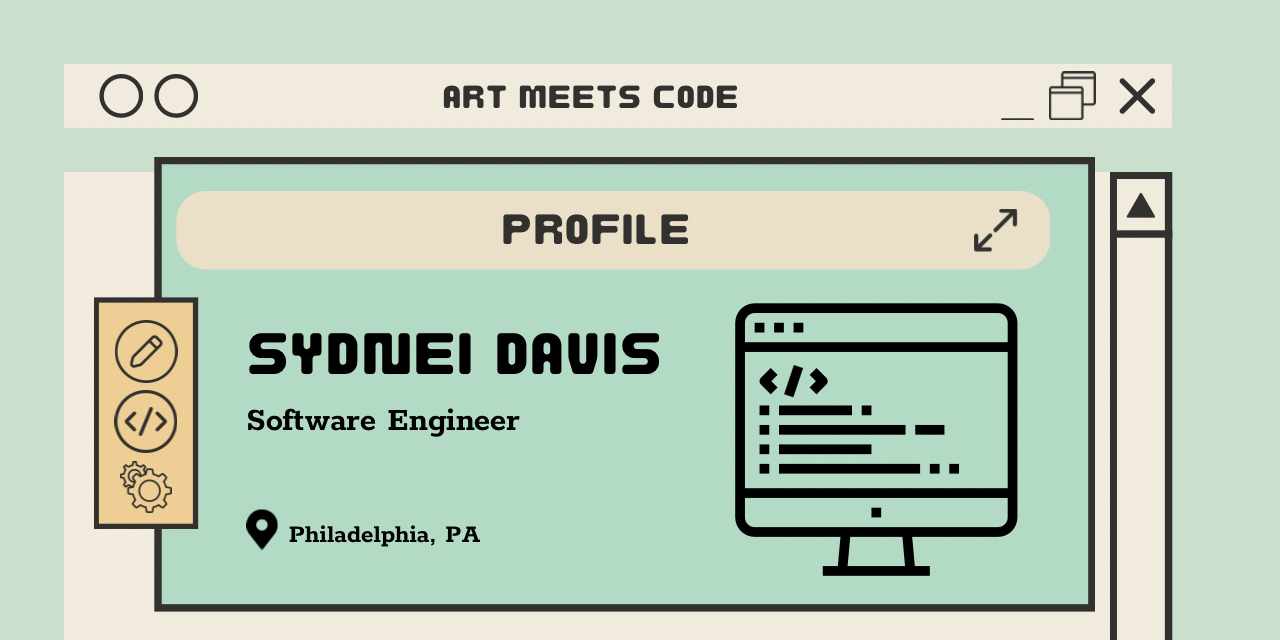 ART MEETS CODE
PROFILE
SYDNEI DAVIS
Software Engineer
Philadelphia, PA